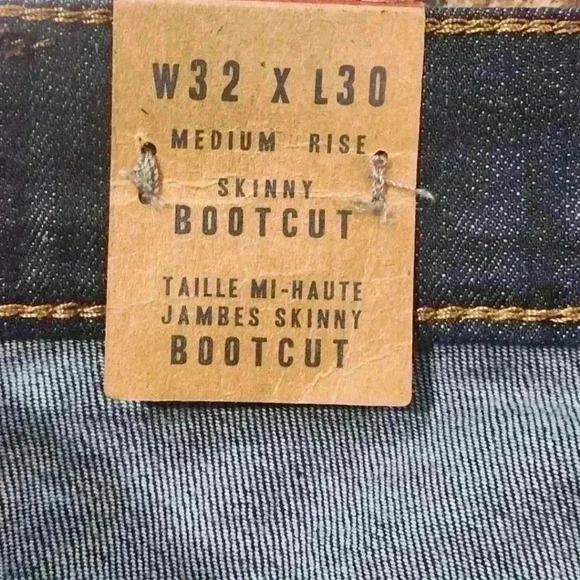 W32 X L30
MEDIUM RISE
SKINNY
BOOTCUT
TAILLE MI-HAUTE
JAMBES SKINNY
BOOTCUT